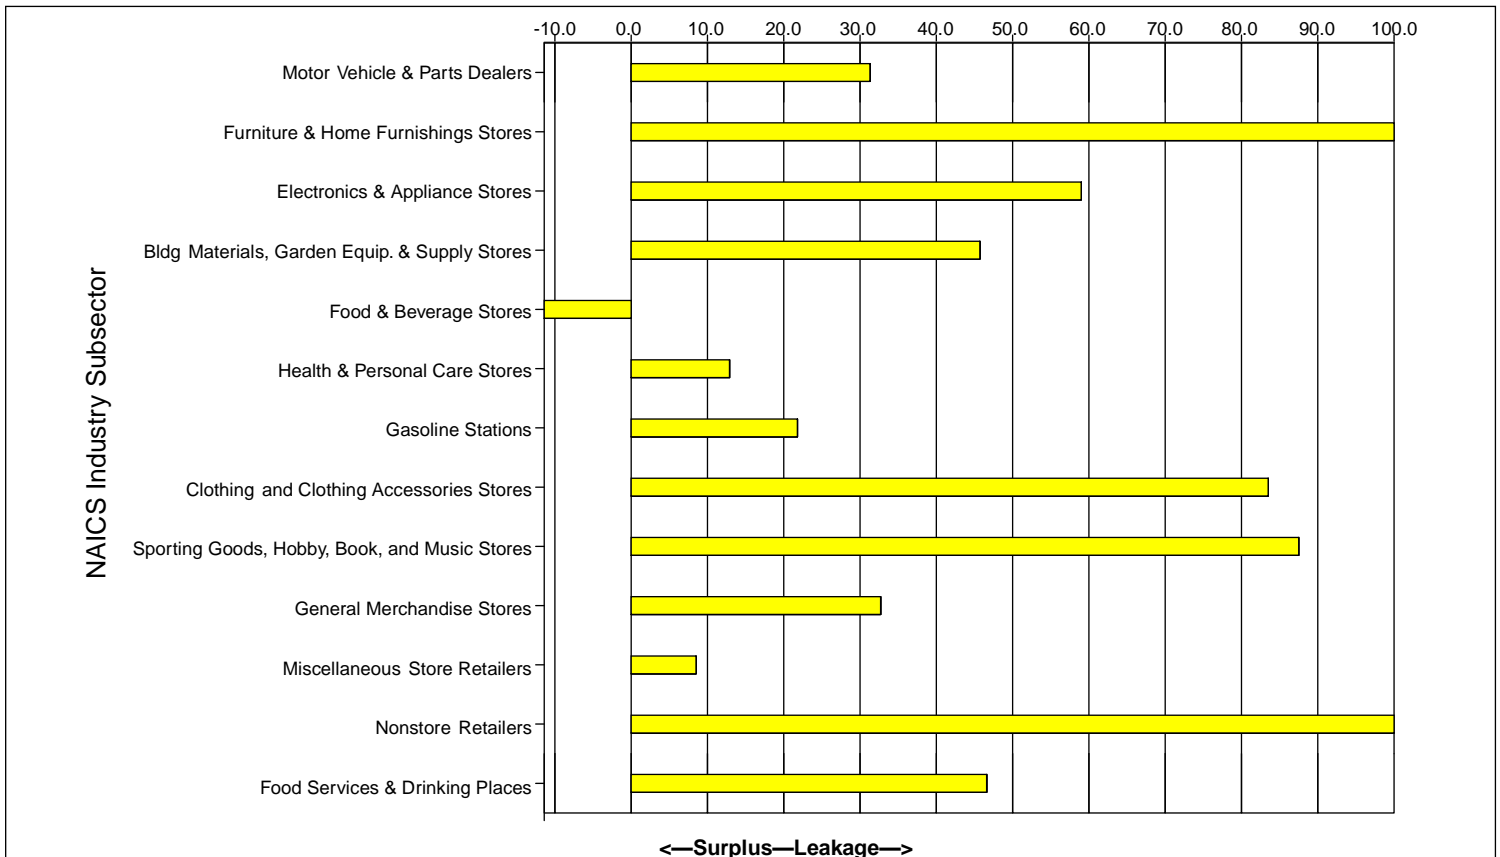 -10.0 0.0 10.0 20.0 30.0 40.0 50.0 60.0 70.0 80.0 90.0 100.0
Motor Vehicle & Parts Dealers
Furniture & Home Furnishings Stores
Electronics & Appliance Stores
Bldg Materials, Garden Equip. & Supply Stores
Food & Beverage Stores
Health & Personal Care Stores
Gasoline Stations
Clothing and Clothing Accessories Stores
Sporting Goods, Hobby, Book, and Music Stores
General Merchandise Stores
Miscellaneous Store Retailers
Nonstore Retailers
Food Services & Drinking Places
NAICS Industry Subsector
<—Surplus—Leakage—>